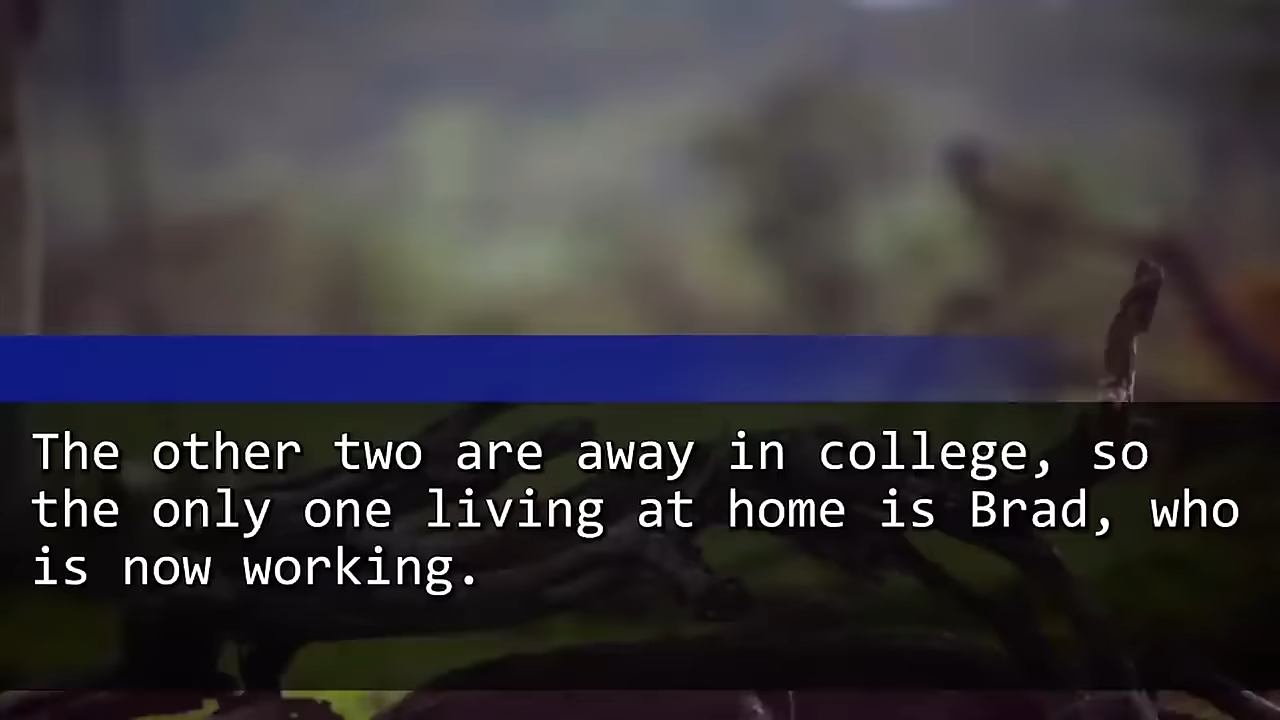 The other two are away in college, so
the only one living at home is Brad, who
is now working.